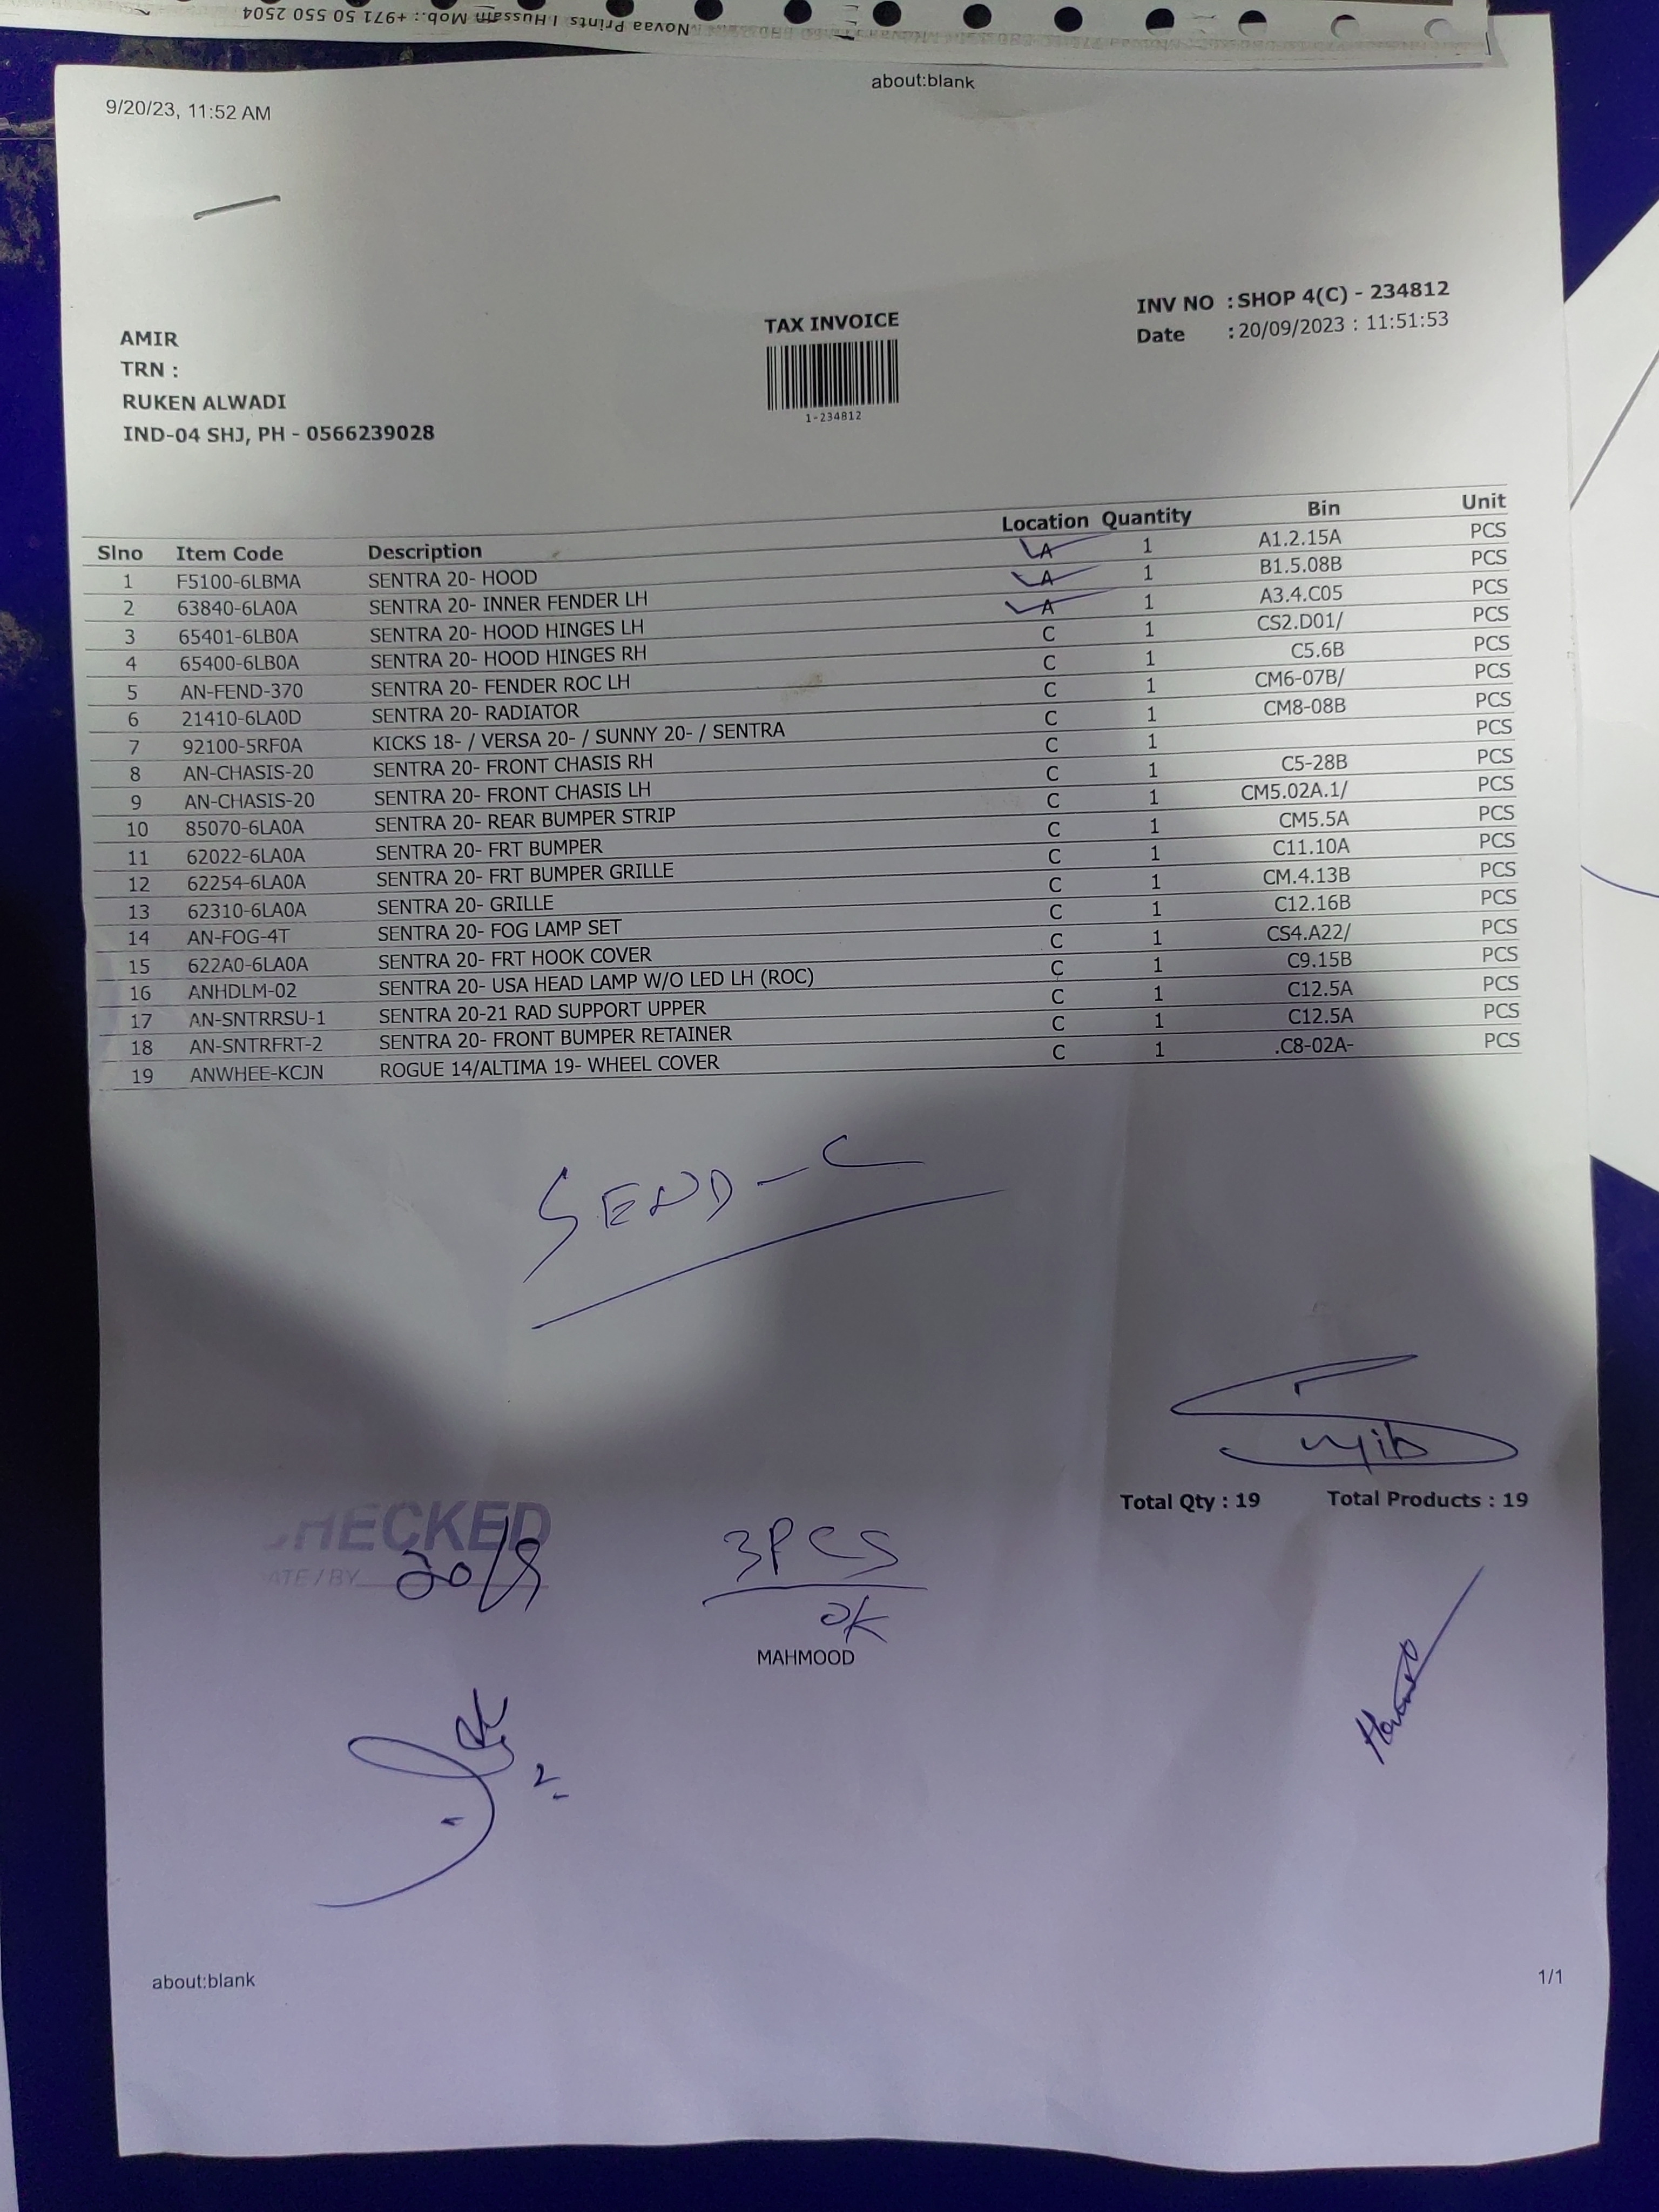 Novaa Prints | Hussain Mob.: +971 50 550 2504
9/20/23, 11:52 AM about:blank
TAX INVOICE
1-234812
INV NO : SHOP 4(C) - 234812
Date : 20/09/2023 : 11:51:53
AMIR
TRN :
RUKEN ALWADI
IND-04 SHJ, PH - 0566239028
Slno Item Code Description Location Quantity Bin Unit
1 F5100-6LBMA SENTRA 20- HOOD A 1 A1.2.15A PCS
2 63840-6LA0A SENTRA 20- INNER FENDER LH A 1 B1.5.08B PCS
3 65401-6LB0A SENTRA 20- HOOD HINGES LH A 1 A3.4.C05 PCS
4 65400-6LB0A SENTRA 20- HOOD HINGES RH C 1 CS2.D01/ PCS
5 AN-FEND-370 SENTRA 20- FENDER ROC LH C 1 C5.6B PCS
6 21410-6LA0D SENTRA 20- RADIATOR C 1 CM6-07B/ PCS
7 92100-5RF0A KICKS 18- / VERSA 20- / SUNNY 20- / SENTRA C 1 CM8-08B PCS
8 AN-CHASIS-20 SENTRA 20- FRONT CHASIS RH C 1 PCS
9 AN-CHASIS-20 SENTRA 20- FRONT CHASIS LH C 1 C5-28B PCS
10 85070-6LA0A SENTRA 20- REAR BUMPER STRIP C 1 CM5.02A.1/ PCS
11 62022-6LA0A SENTRA 20- FRT BUMPER C 1 CM5.5A PCS
12 62254-6LA0A SENTRA 20- FRT BUMPER GRILLE C 1 C11.10A PCS
13 62310-6LA0A SENTRA 20- GRILLE C 1 CM.4.13B PCS
14 AN-FOG-4T SENTRA 20- FOG LAMP SET C 1 C12.16B PCS
15 622A0-6LA0A SENTRA 20- FRT HOOK COVER C 1 CS4.A22/ PCS
16 ANHDLM-02 SENTRA 20- USA HEAD LAMP W/O LED LH (ROC) C 1 C9.15B PCS
17 AN-SNTRRSU-1 SENTRA 20-21 RAD SUPPORT UPPER C 1 C12.5A PCS
18 AN-SNTRFRT-2 SENTRA 20- FRONT BUMPER RETAINER C 1 C12.5A PCS
19 ANWHEE-KCJN ROGUE 14/ALTIMA 19- WHEEL COVER C 1 .C8-02A- PCS
SEND-C
Total Qty : 19 Total Products : 19
CHECKED
DATE/BY 20/9
3PCS
OK
MAHMOOD
about:blank 1/1